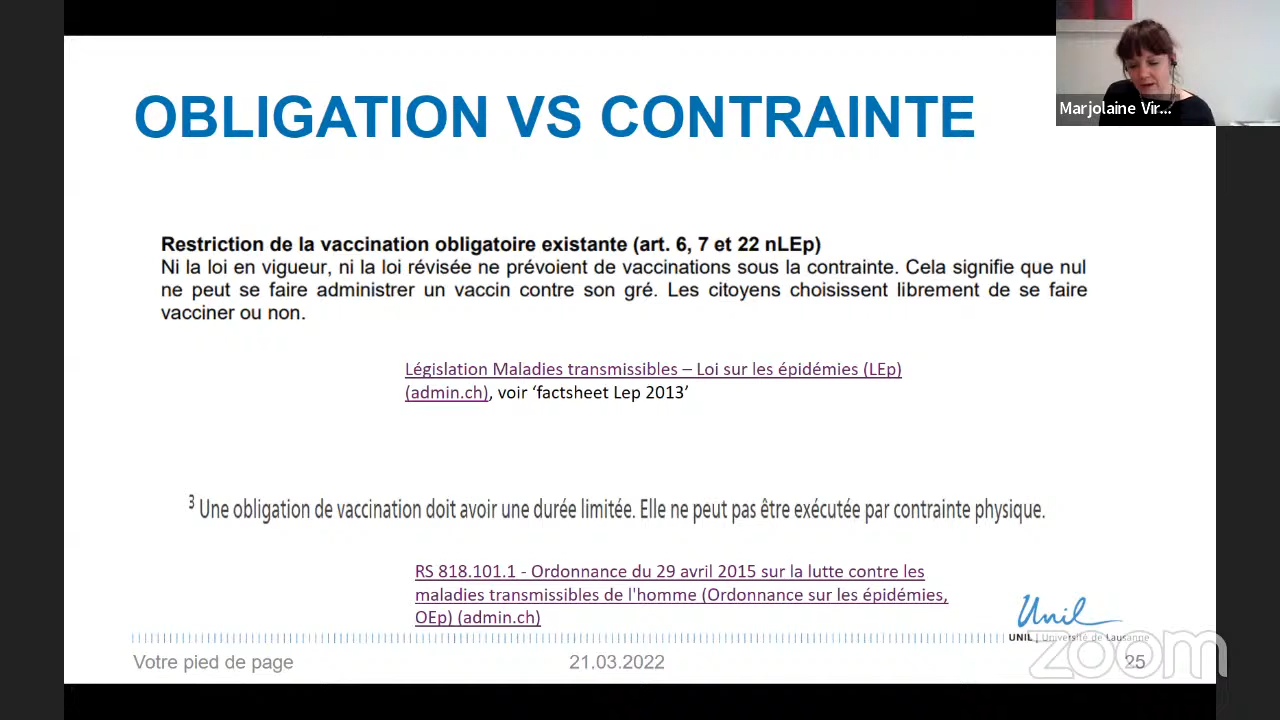 OBLIGATION VS CONTRAINTE
Marjolaine Vir...
Restriction de la vaccination obligatoire existante (art. 6, 7 et 22 nLEp)
Ni la loi en vigueur, ni la loi révisée ne prévoient de vaccinations sous la contrainte. Cela signifie que nul
ne peut se faire administrer un vaccin contre son gré. Les citoyens choisissent librement de se faire
vacciner ou non.
Législation Maladies transmissibles – Loi sur les épidémies (LEp)
(admin.ch), voir ‘factsheet Lep 2013’
³ Une obligation de vaccination doit avoir une durée limitée. Elle ne peut pas être exécutée par contrainte physique.
RS 818.101.1 - Ordonnance du 29 avril 2015 sur la lutte contre les
maladies transmissibles de l'homme (Ordonnance sur les épidémies,
OEp) (admin.ch)
Unil
UNIL | Université de Lausanne
Votre pied de page
21.03.2022
25
zoom